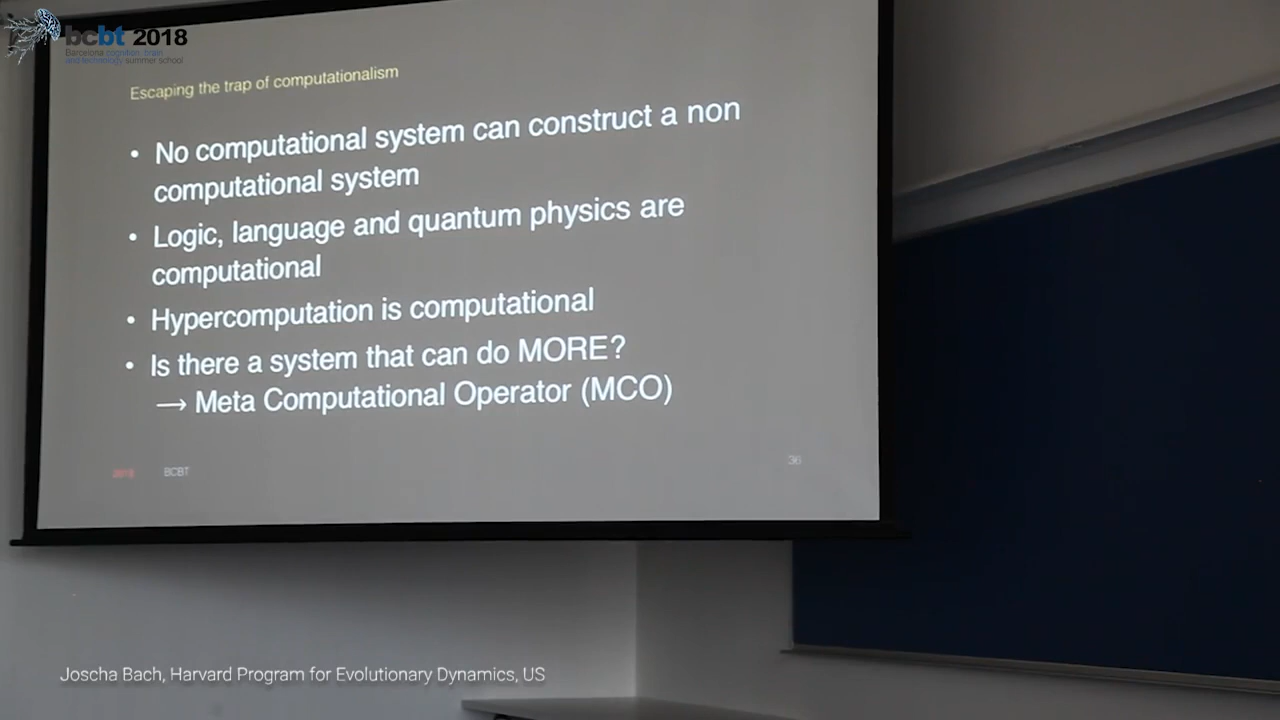 bcbt 2018
Barcelona cognition, brain
and technology summer school
Escaping the trap of computationalism
• No computational system can construct a non
computational system
• Logic, language and quantum physics are
computational
• Hypercomputation is computational
• Is there a system that can do MORE?
→ Meta Computational Operator (MCO)
2018 BCBT 36
Joscha Bach, Harvard Program for Evolutionary Dynamics, US